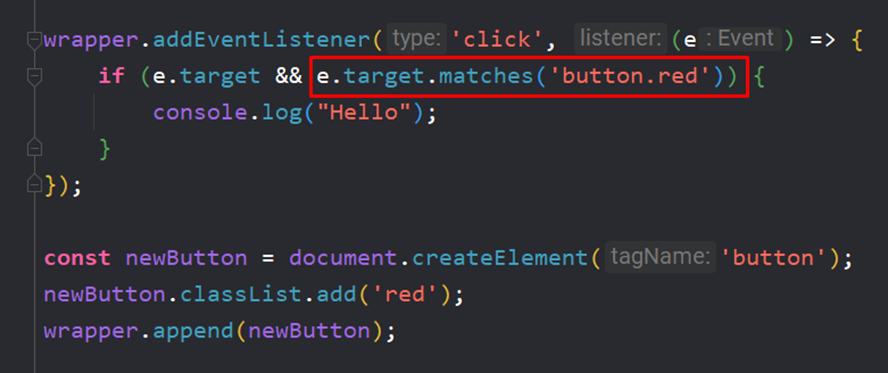 wrapper.addEventListener( type: 'click', listener: (e : Event ) => {
    if (e.target && e.target.matches('button.red')) {
        console.log("Hello");
    }
});
const newButton = document.createElement( tagName: 'button');
newButton.classList.add('red');
wrapper.append(newButton);